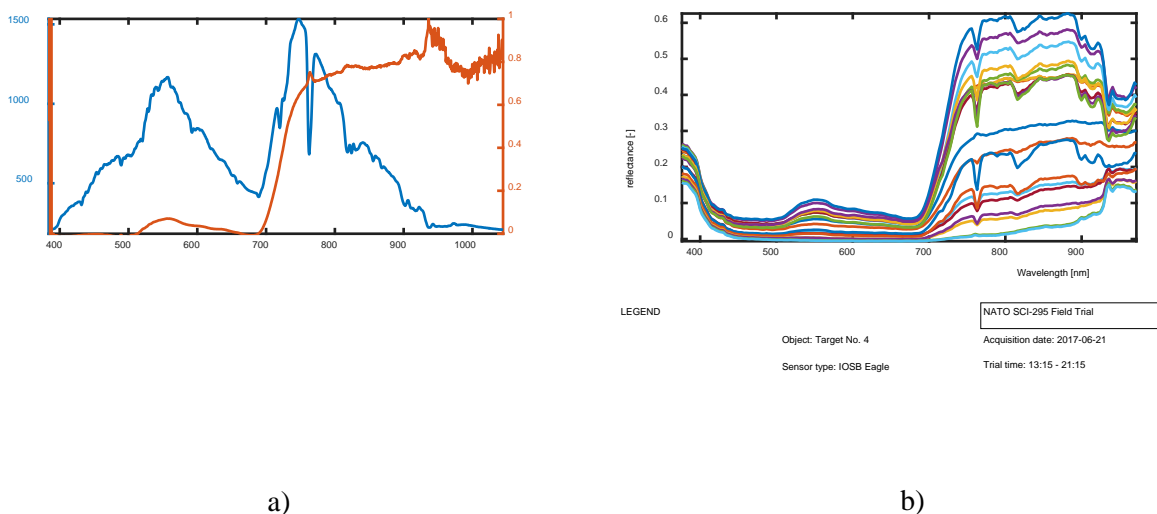 1500
1000
500
1
0.8
0.6
0.4
0.2
0
400 500 600 700 800 900 1000
a)
reflectance [-]
0.6
0.5
0.4
0.3
0.2
0.1
0
400 500 600 700 800 900
Wavelength [nm]
LEGEND
NATO SCI-295 Field Trial
Object: Target No. 4
Acquisition date: 2017-06-21
Sensor type: IOSB Eagle
Trial time: 13:15 - 21:15
b)